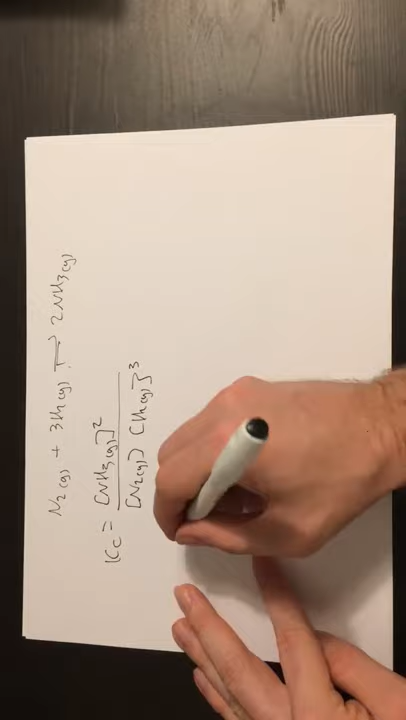 N₂(g) + 3H₂(g) ⇌ 2NH₃(g)
Kc = [NH₃(g)]²
[N₂(g)] [H₂(g)]³